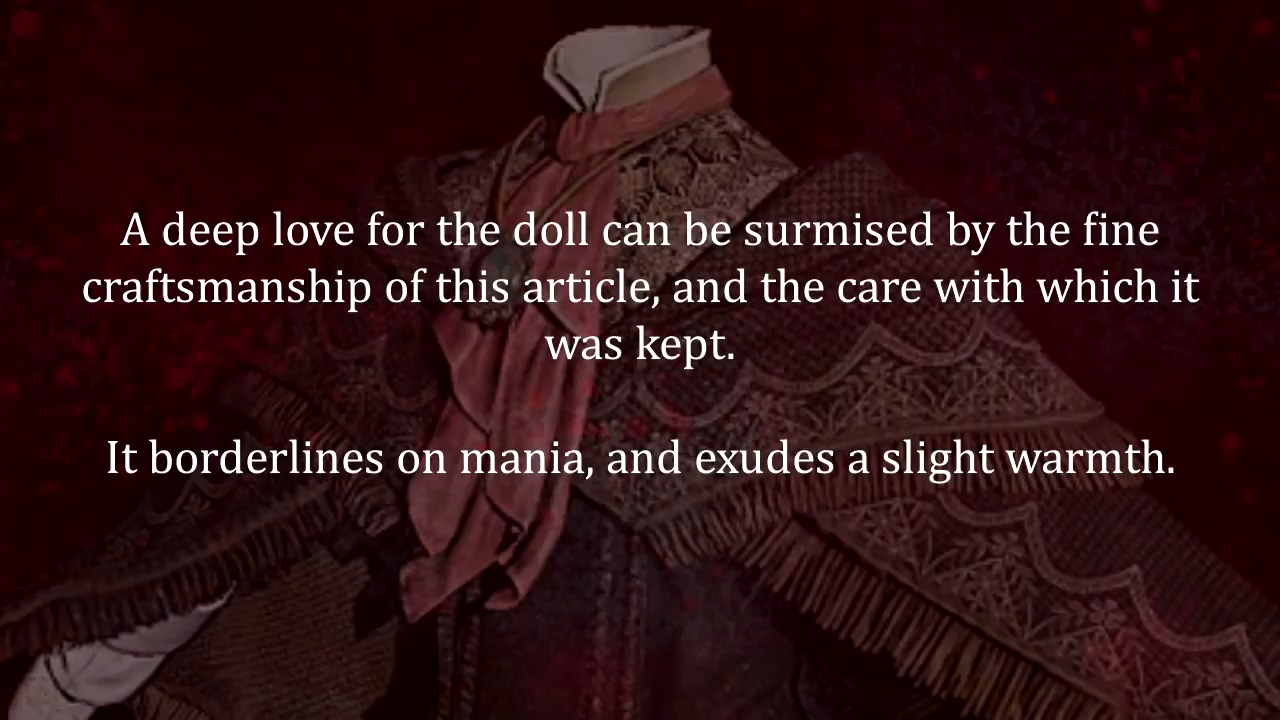 A deep love for the doll can be surmised by the fine
craftsmanship of this article, and the care with which it
was kept.
It borderlines on mania, and exudes a slight warmth.